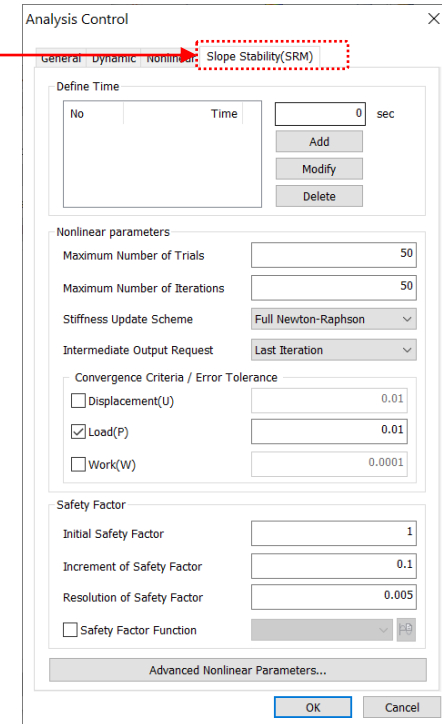 Analysis Control
General Dynamic Nonlinear Slope Stability(SRM)
Define Time
No Time
0 sec
Add
Modify
Delete
Nonlinear parameters
Maximum Number of Trials 50
Maximum Number of Iterations 50
Stiffness Update Scheme Full Newton-Raphson
Intermediate Output Request Last Iteration
Convergence Criteria / Error Tolerance
Displacement(U) 0.01
Load(P) 0.01
Work(W) 0.0001
Safety Factor
Initial Safety Factor 1
Increment of Safety Factor 0.1
Resolution of Safety Factor 0.005
Safety Factor Function
Advanced Nonlinear Parameters...
OK Cancel